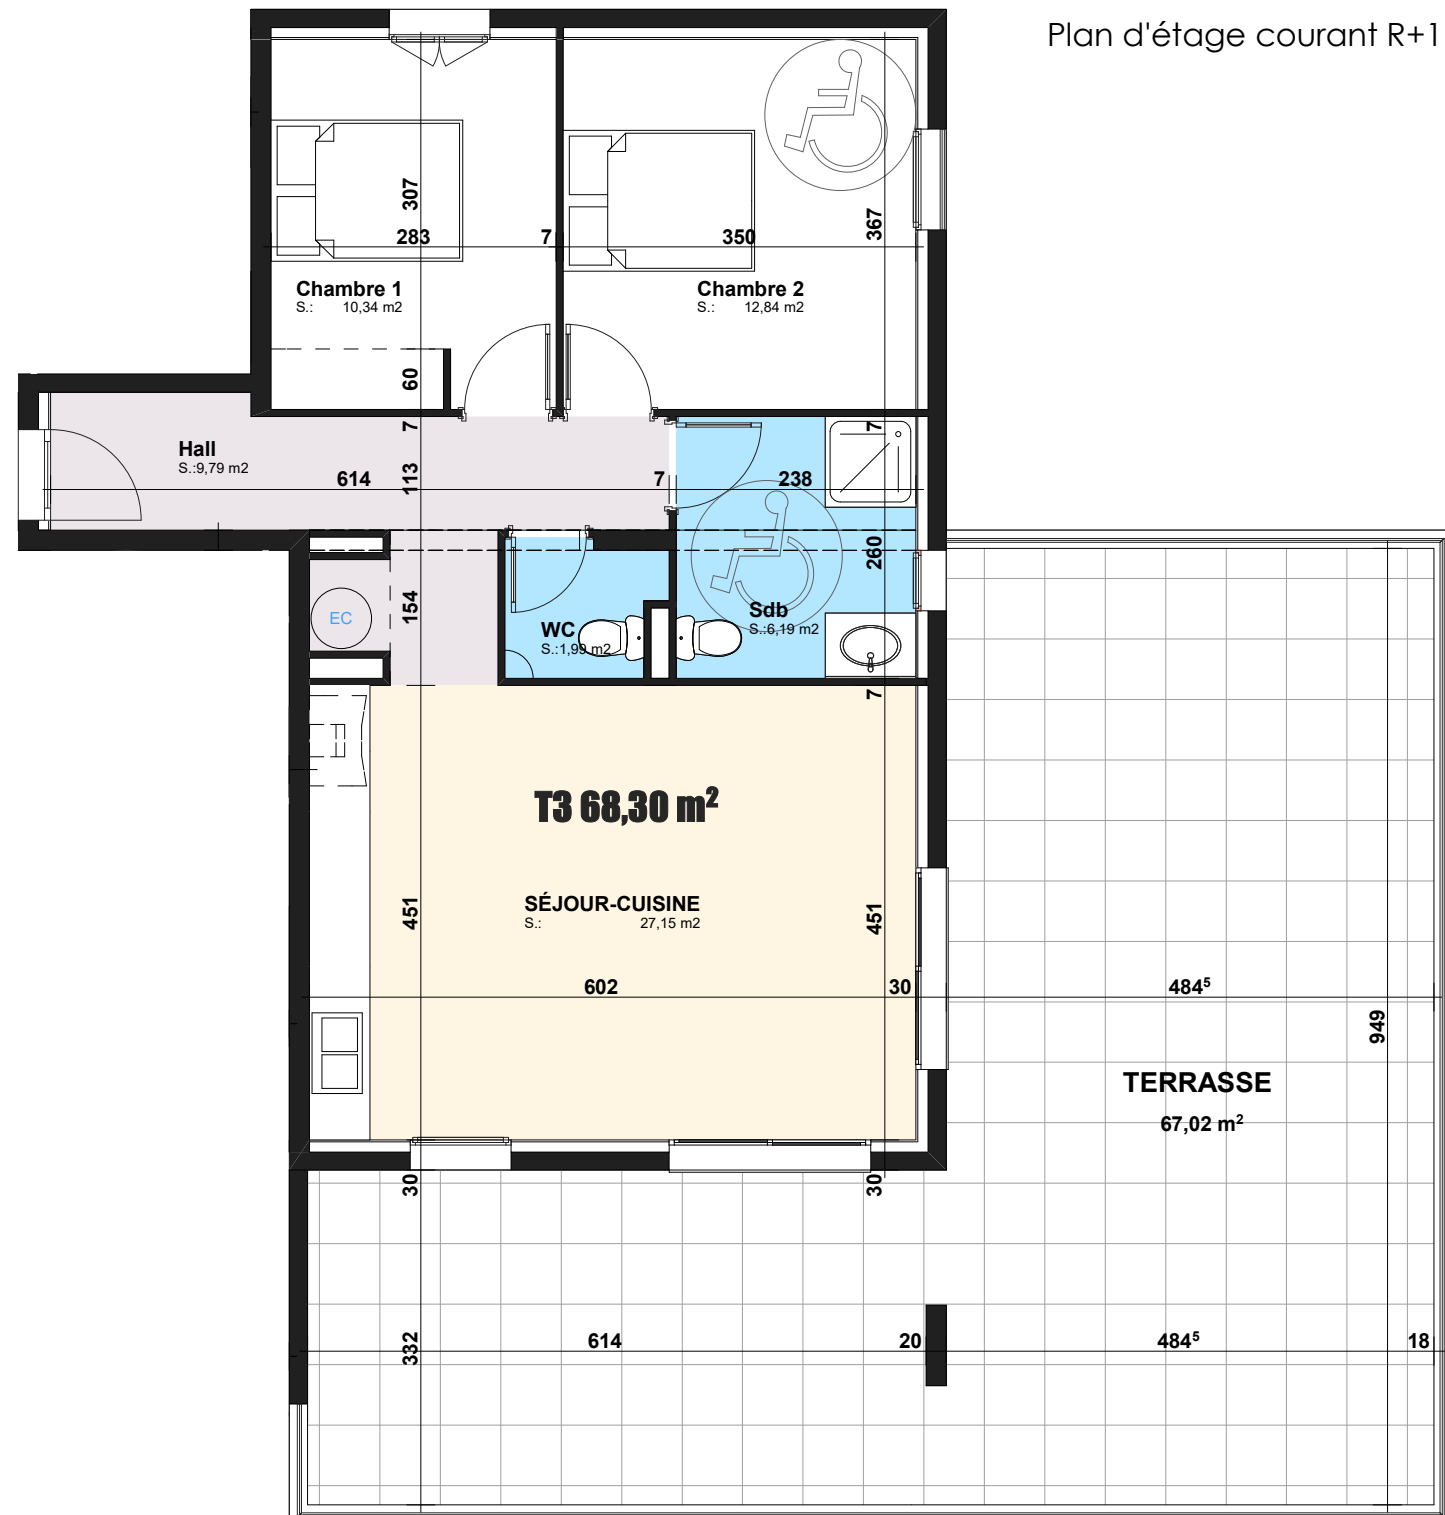 Plan d'étage courant R+1
307
283
7
350
367
Chambre 1
S.: 10,34 m2
Chambre 2
S.: 12,84 m2
60
7
7
Hall
S.:9,79 m2
614
113
7
238
260
154
EC
WC
S.:1,99 m2
Sdb
S.:6,19 m2
7
T3 68,30 m²
SÉJOUR-CUISINE
S.: 27,15 m2
451
451
602
30
484⁵
949
TERRASSE
67,02 m²
30
30
332
614
20
484⁵
18